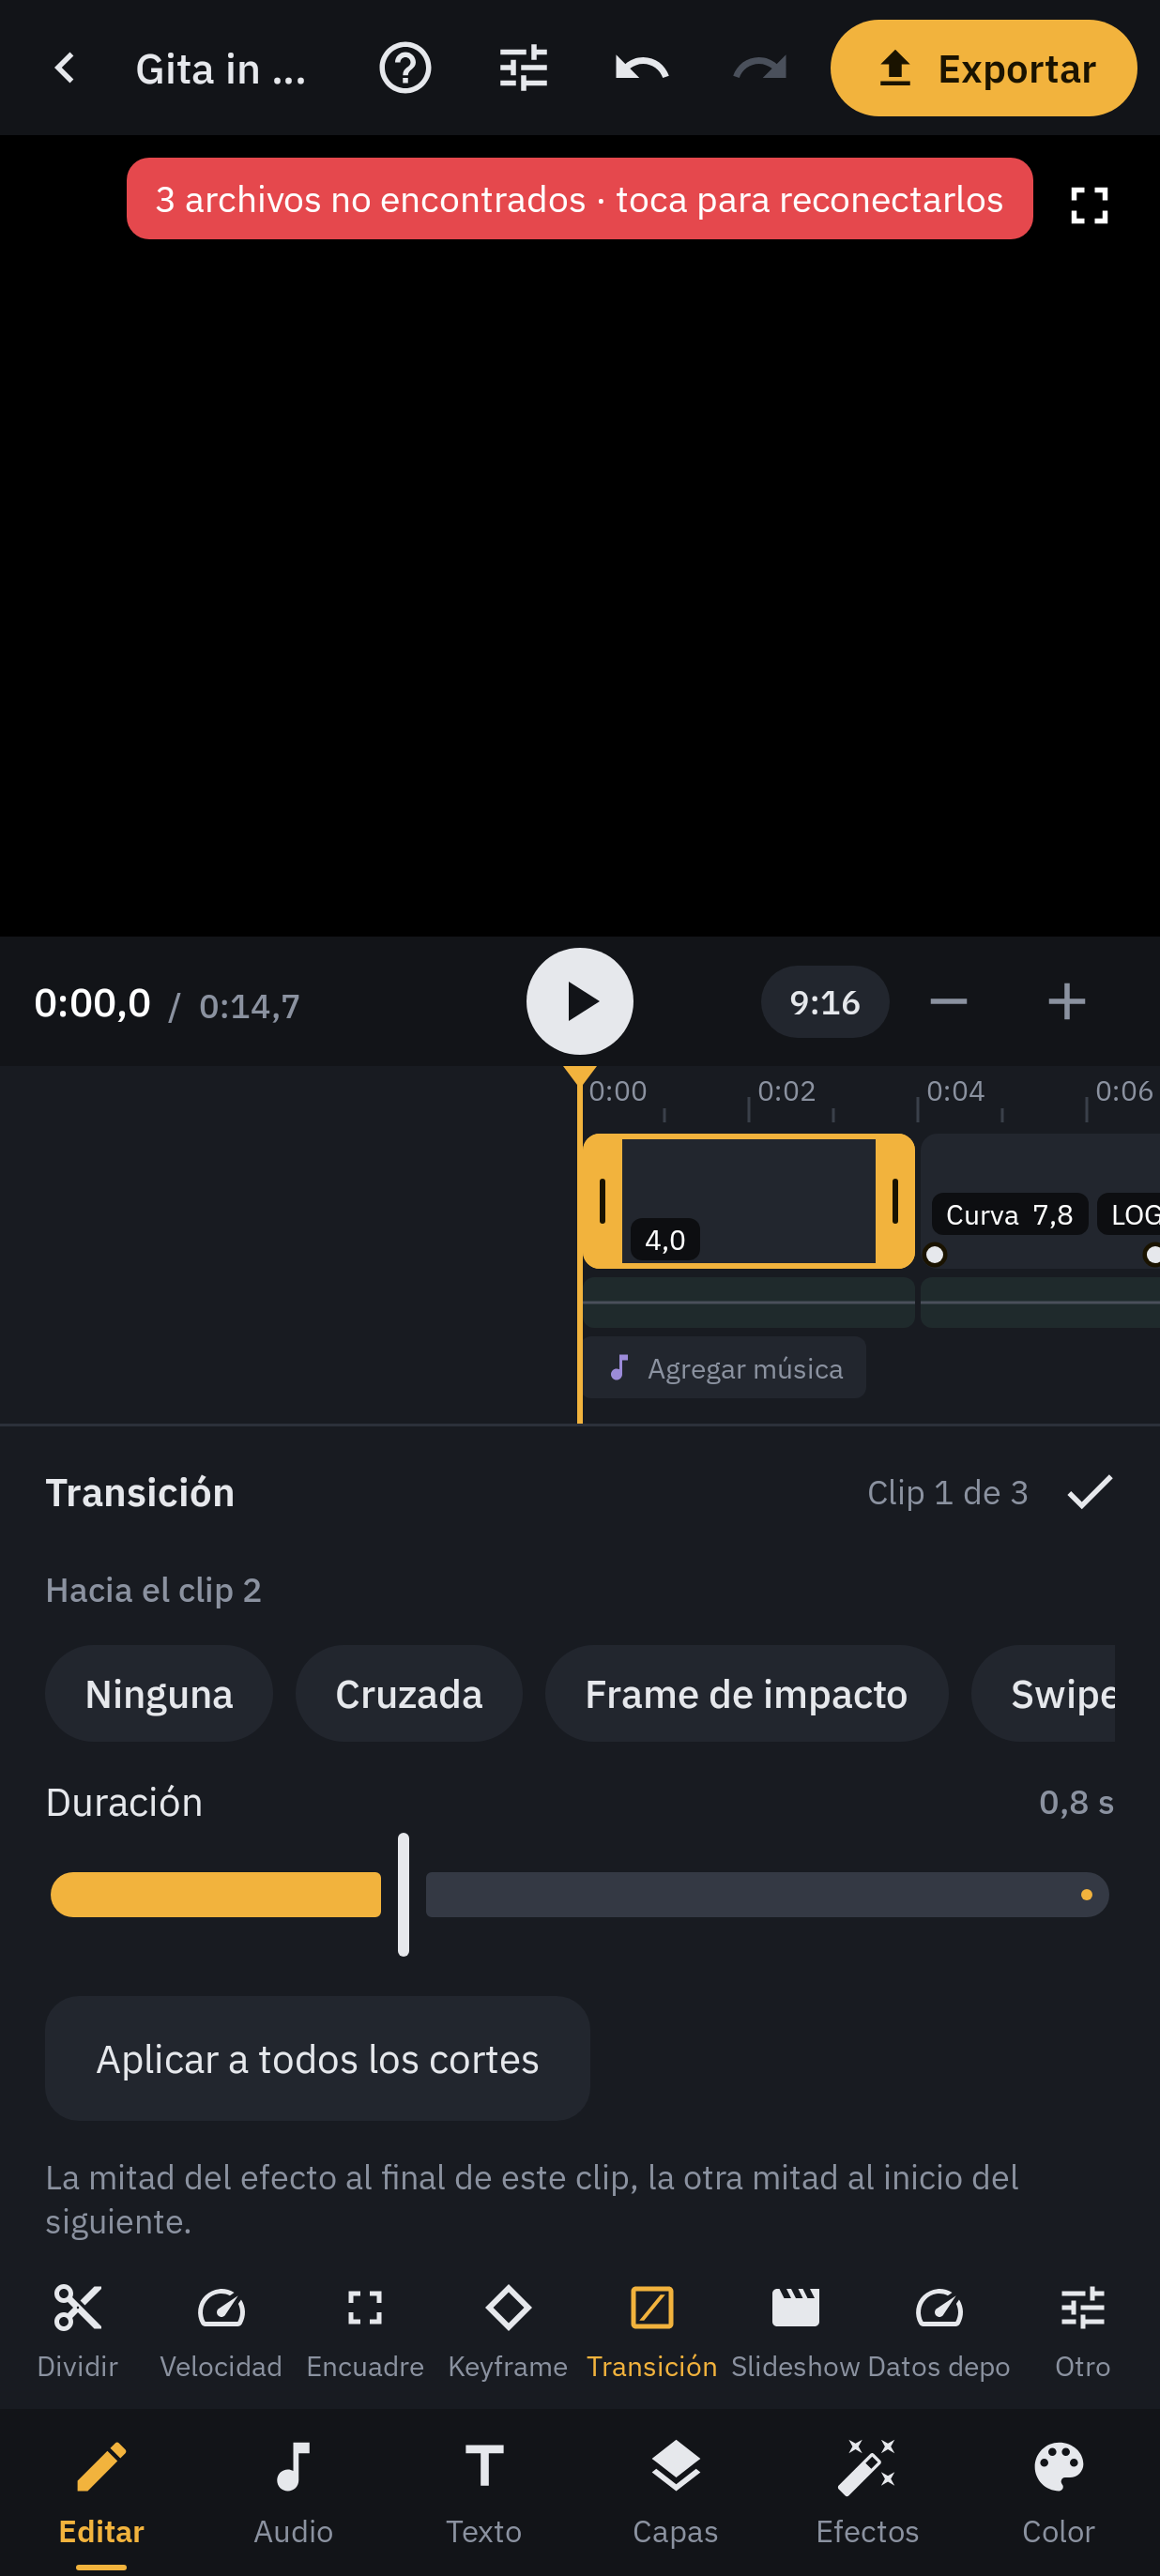 Gita in ...
Exportar
3 archivos no encontrados · toca para reconectarlos
0:00,0 / 0:14,7
9:16
0:00 0:02 0:04 0:06
4,0
Curva 7,8
LOG
Agregar música
Transición
Clip 1 de 3
Hacia el clip 2
Ninguna
Cruzada
Frame de impacto
Swipe
Duración
0,8 s
Aplicar a todos los cortes
La mitad del efecto al final de este clip, la otra mitad al inicio del
siguiente.
Dividir Velocidad Encuadre Keyframe Transición Slideshow Datos depo Otro
Editar Audio Texto Capas Efectos Color